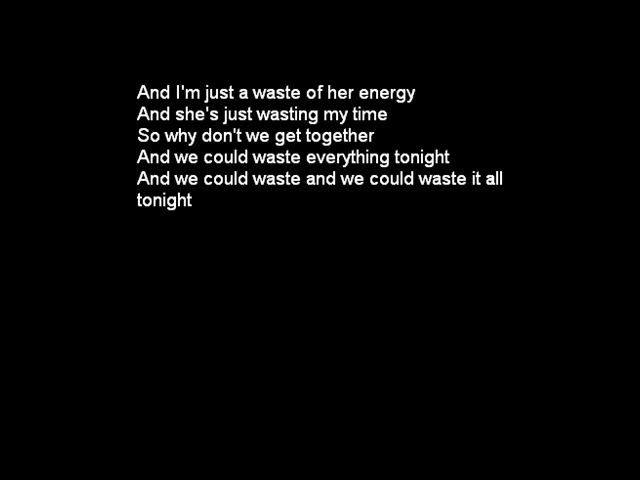 And I'm just a waste of her energy
And she's just wasting my time
So why don't we get together
And we could waste everything tonight
And we could waste and we could waste it all
tonight